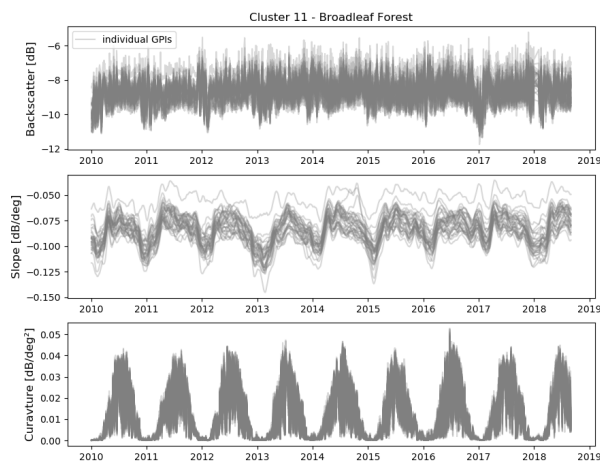 Cluster 11 - Broadleaf Forest
individual GPIs
Backscatter [dB]
−6
−8
−10
−12
2010 2011 2012 2013 2014 2015 2016 2017 2018 2019
Slope [dB/deg]
−0.050
−0.075
−0.100
−0.125
−0.150
2010 2011 2012 2013 2014 2015 2016 2017 2018 2019
Curavture [dB/deg²]
0.05
0.04
0.03
0.02
0.01
0.00
2010 2011 2012 2013 2014 2015 2016 2017 2018 2019